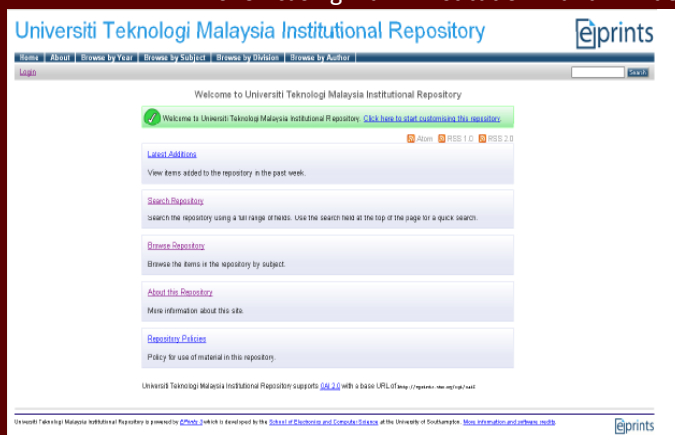 Universiti Teknologi Malaysia Institutional Repository
eprints
Home About Browse by Year Browse by Subject Browse by Division Browse by Author
Login Search
Welcome to Universiti Teknologi Malaysia Institutional Repository
Welcome to Universiti Teknologi Malaysia Institutional Repository. Click here to start customising this repository.
Atom RSS 1.0 RSS 2.0
Latest Additions
View items added to the repository in the past week.
Search Repository
Search the repository using a full range of fields. Use the search field at the top of the page for a quick search.
Browse Repository
Browse the items in the repository by subject.
About this Repository
More information about this site.
Repository Policies
Policy for use of material in this repository.
Universiti Teknologi Malaysia Institutional Repository supports OAI 2.0 with a base URL of
Universiti Teknologi Malaysia Institutional Repository is powered by EPrints 3 which is developed by the School of Electronics and Computer Science at the University of Southampton. More information and software credits.
eprints